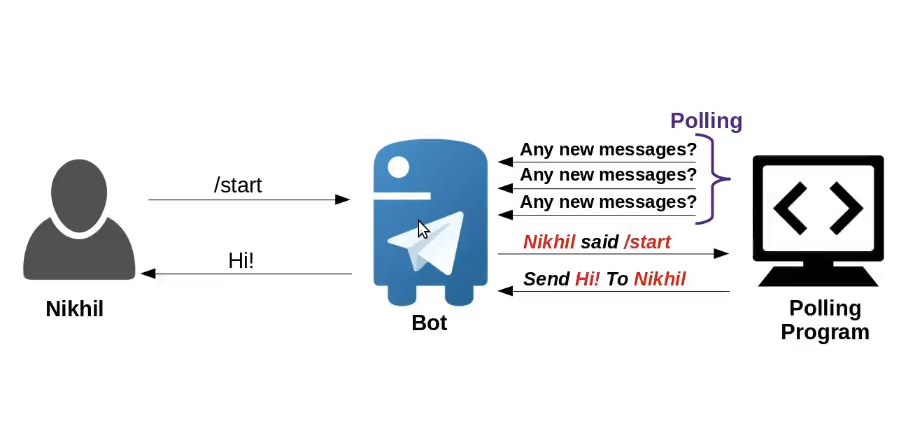 Polling
/start
Hi!
Any new messages?
Any new messages?
Any new messages?
Nikhil said /start
Send Hi! To Nikhil
Nikhil
Bot
Polling
Program